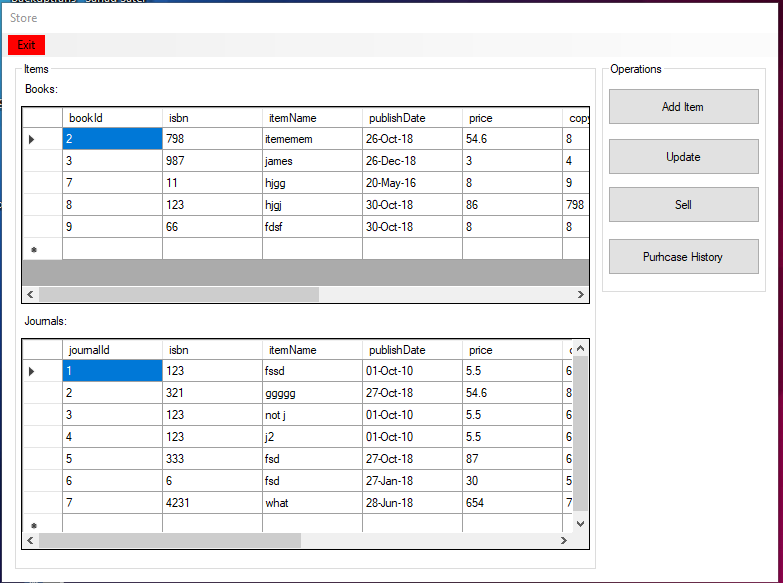 Store
Exit
Items
Books:
bookId isbn itemName publishDate price
2 798 itememem 26-Oct-18 54.6 8
3 987 james 26-Dec-18 3 4
7 11 hjgg 20-May-16 8 9
8 123 hjgj 30-Oct-18 86 798
9 66 fdsf 30-Oct-18 8 8
Journals:
journalId isbn itemName publishDate price
1 123 fssd 01-Oct-10 5.5 6
2 321 ggggg 27-Oct-18 54.6 8
3 123 not j 01-Oct-10 5.5 6
4 123 j2 01-Oct-10 5.5 6
5 333 fsd 27-Oct-18 87 6
6 6 fsd 27-Jan-18 30 5
7 4231 what 28-Jun-18 654 7
Operations
Add Item
Update
Sell
Purhcase History